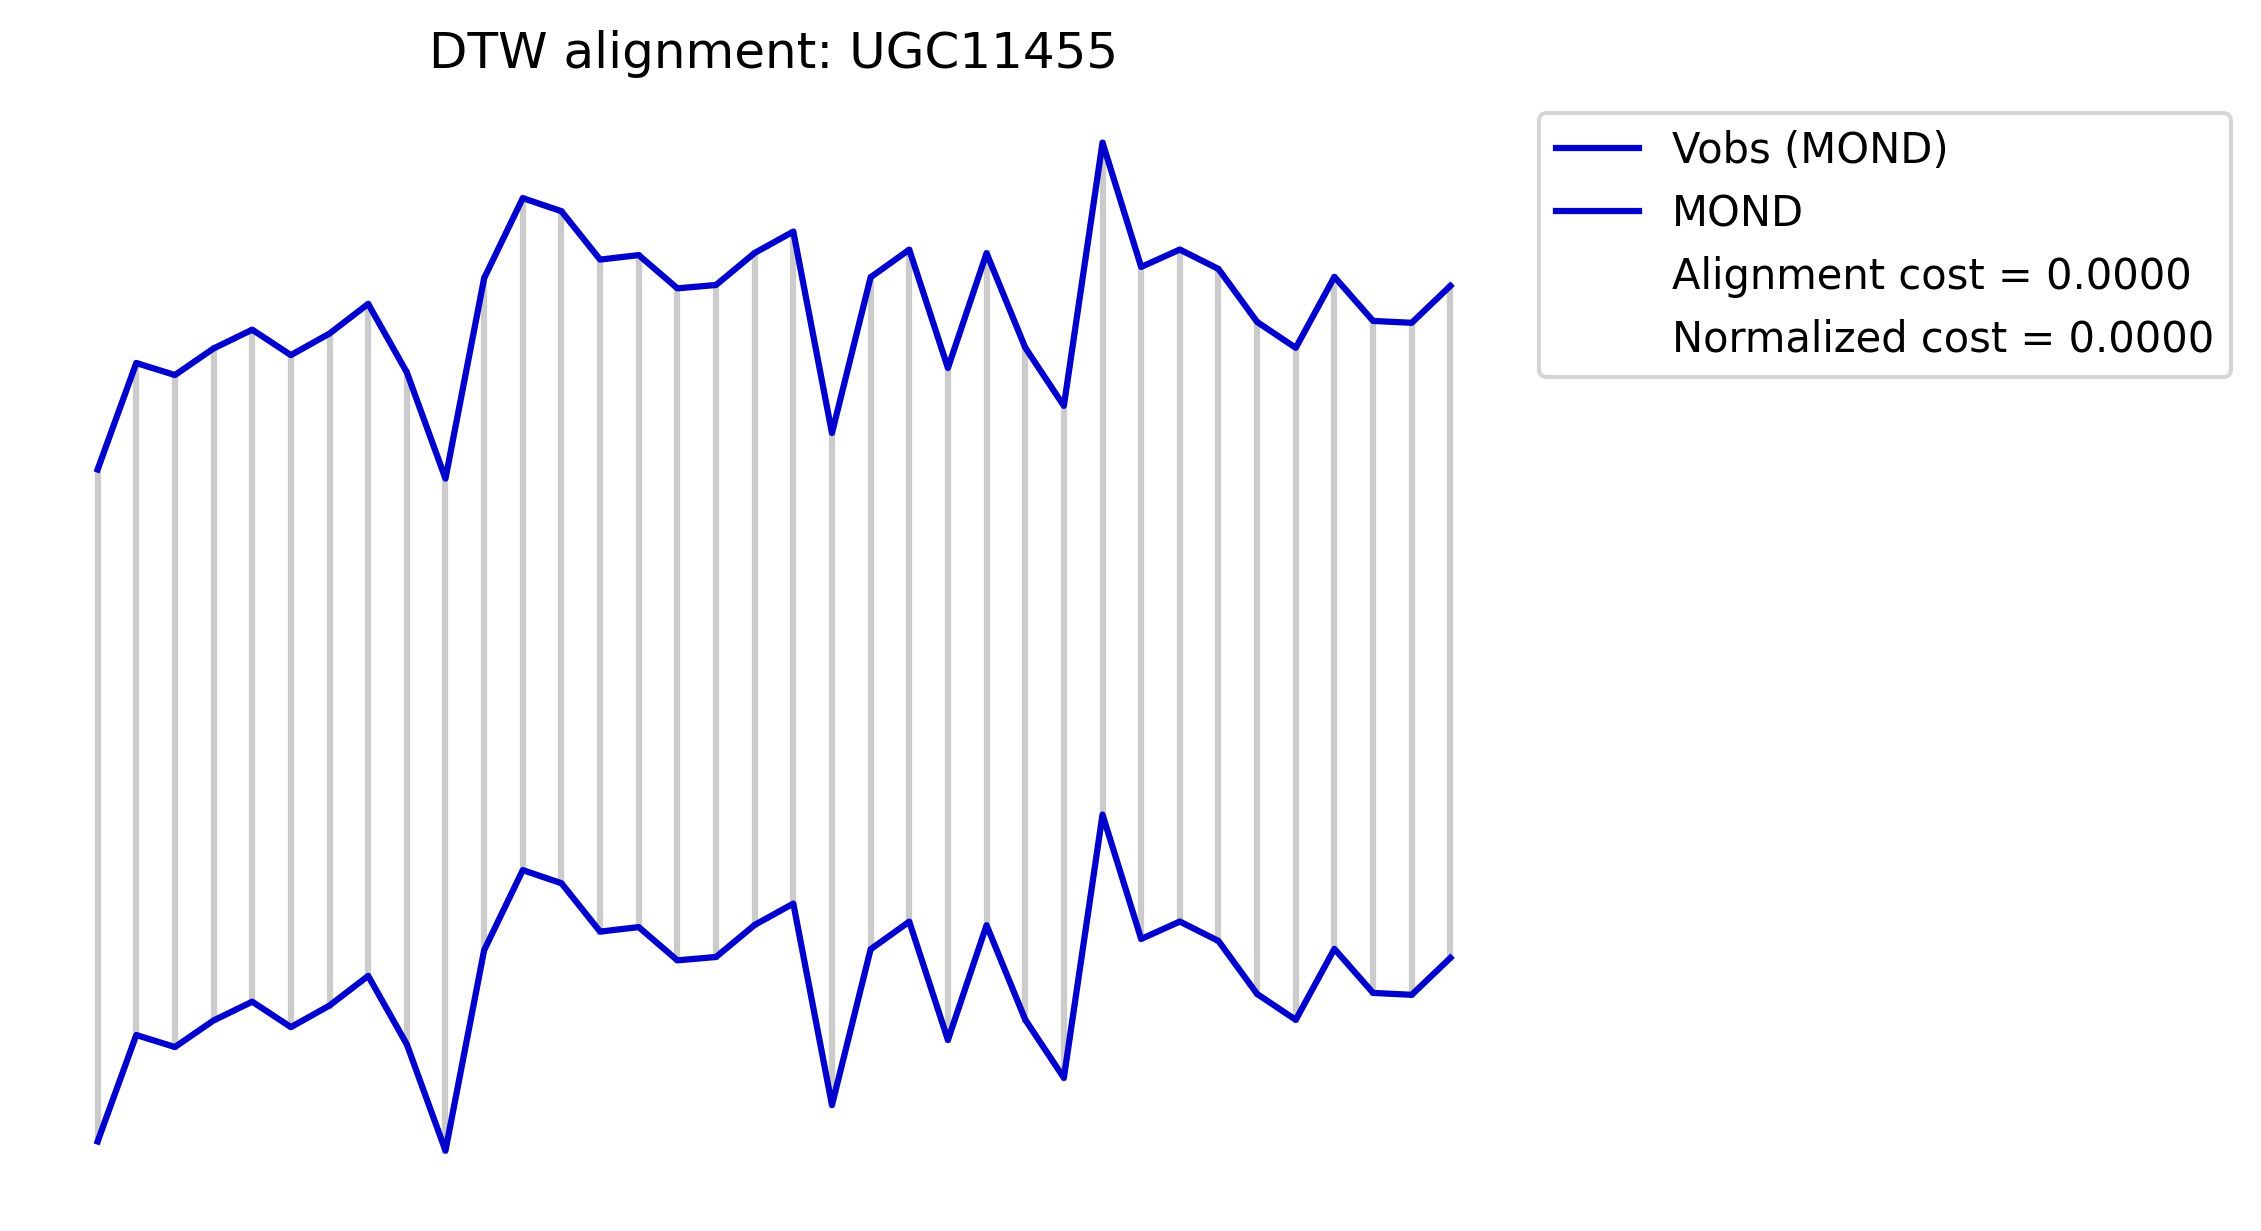 DTW alignment: UGC11455
Vobs (MOND)
MOND
Alignment cost = 0.0000
Normalized cost = 0.0000